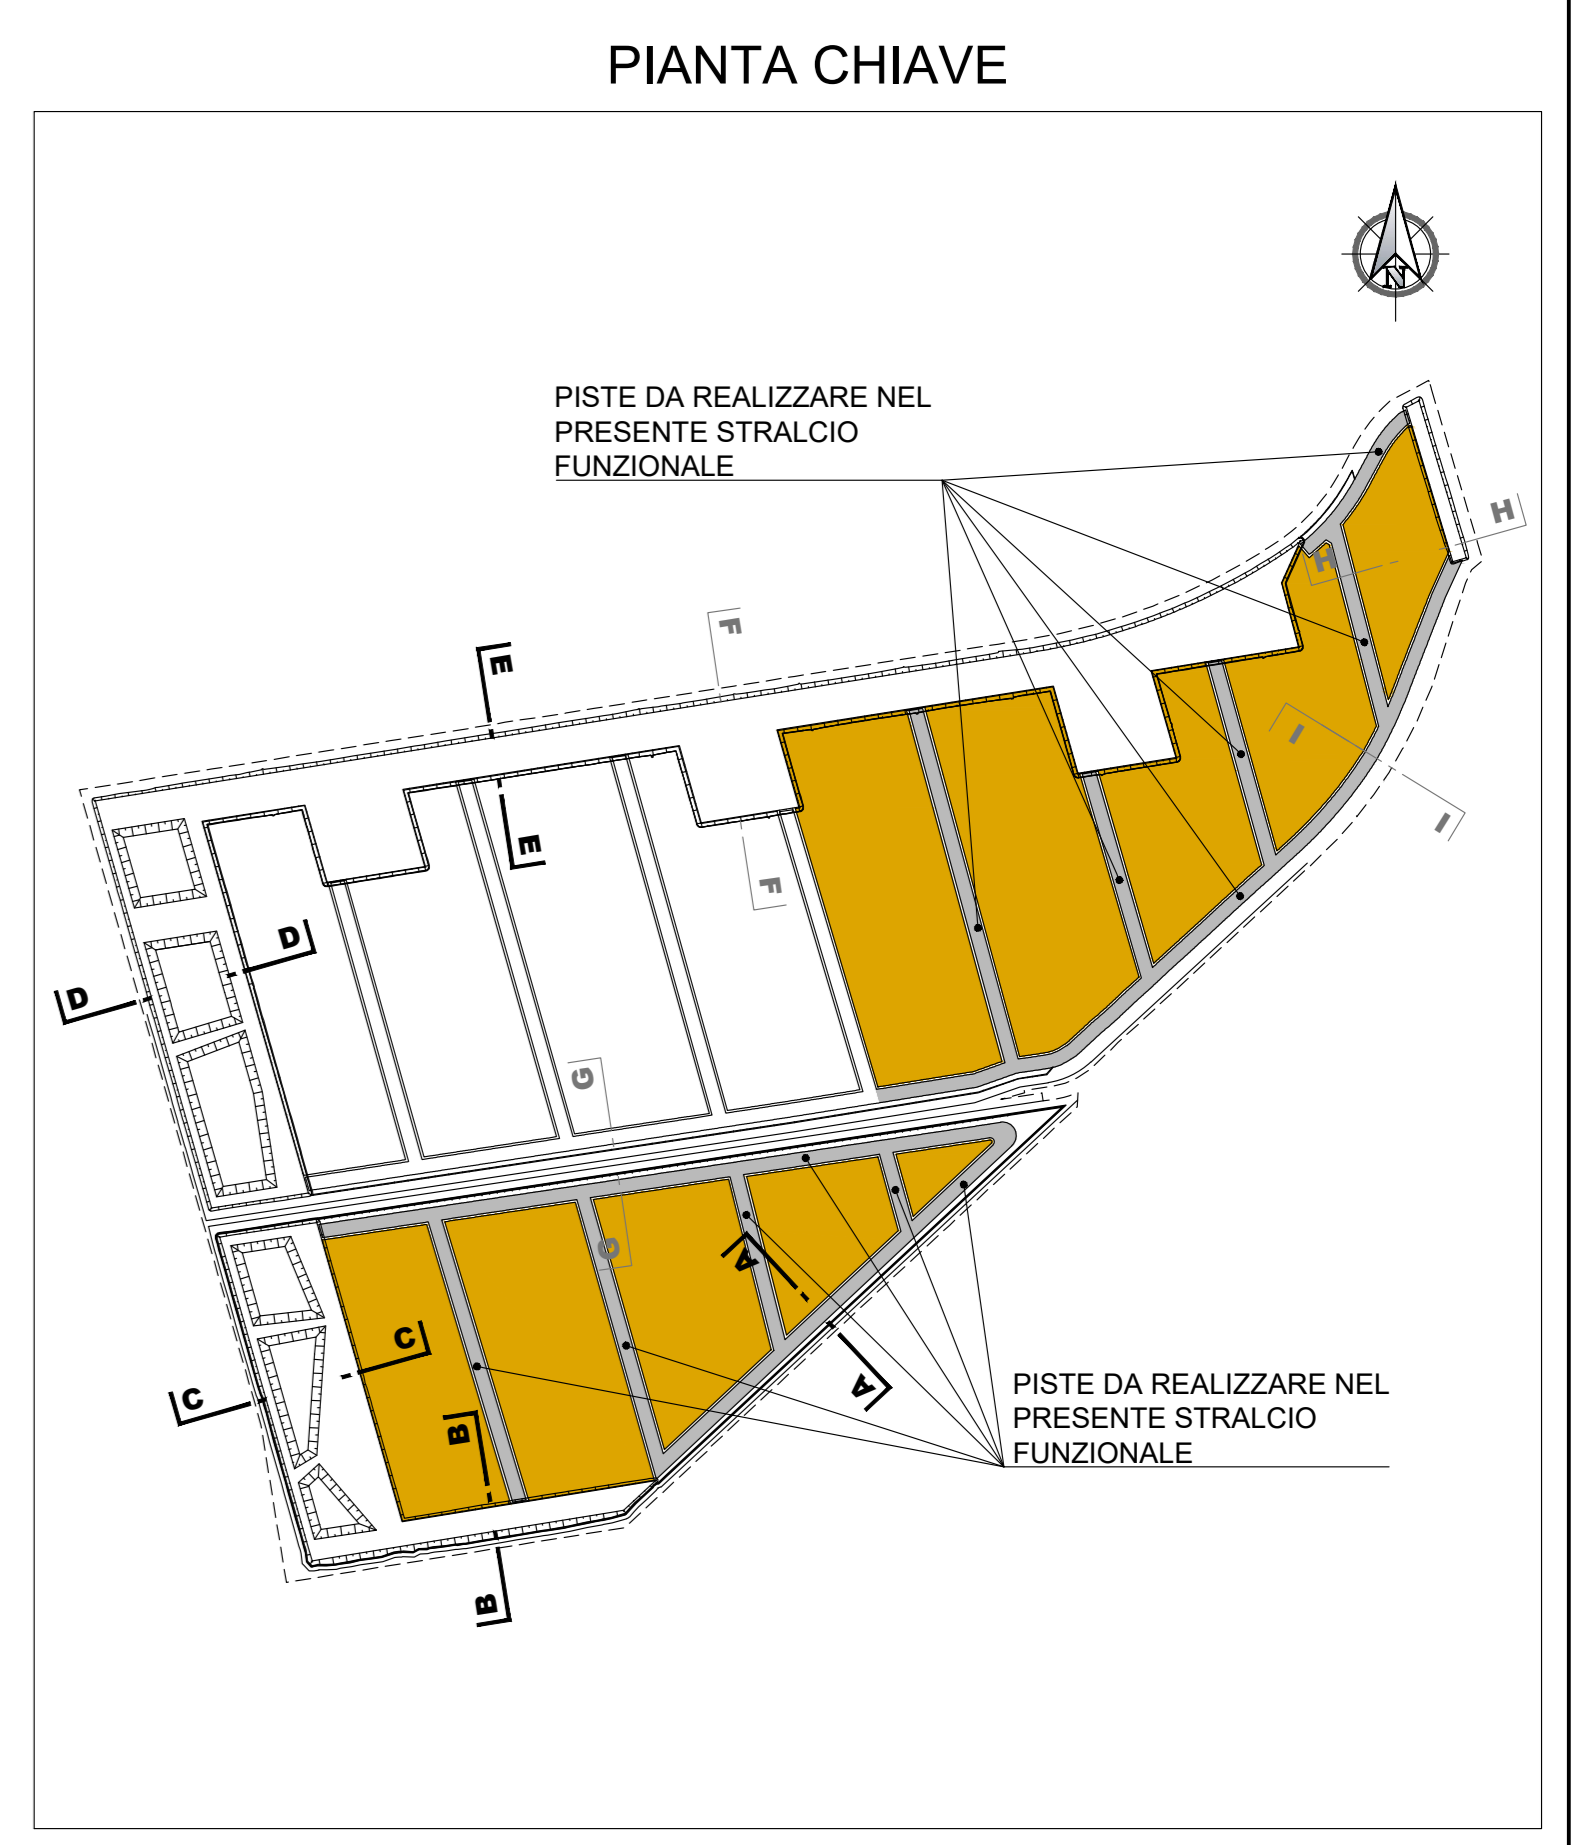 PIANTA CHIAVE
N
PISTE DA REALIZZARE NEL
PRESENTE STRALCIO
FUNZIONALE
H
H
F
E
I
I
E
F
D
D
G
G
A
C
C
A
PISTE DA REALIZZARE NEL
PRESENTE STRALCIO
FUNZIONALE
B
B